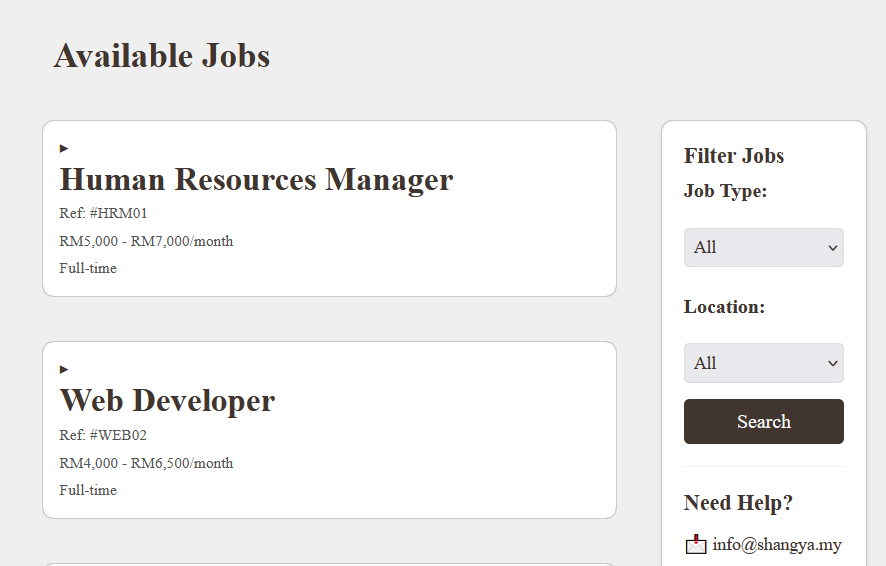 Available Jobs
Human Resources Manager
Ref: #HRM01
RM5,000 - RM7,000/month
Full-time
Web Developer
Ref: #WEB02
RM4,000 - RM6,500/month
Full-time
Filter Jobs
Job Type:
All
Location:
All
Search
Need Help?
info@shangya.my